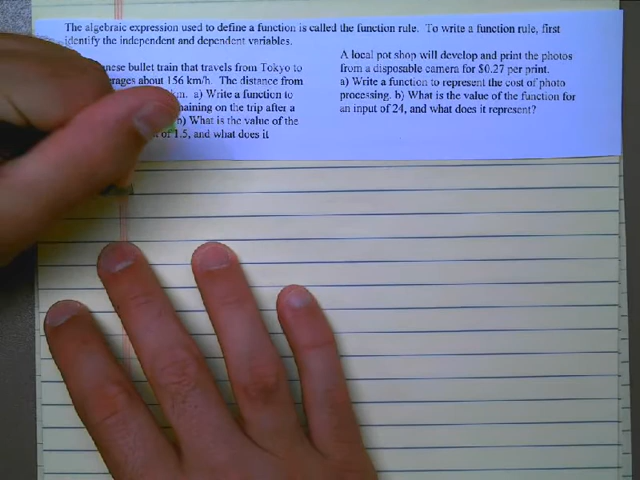 The algebraic expression used to define a function is called the function rule. To write a function rule, first
identify the independent and dependent variables.
bullet train that travels from Tokyo to
about 156 km/h. The distance from
km. a) Write a function to
on the trip after a
b) What is the value of the
of 1.5, and what does it
A local pot shop will develop and print the photos
from a disposable camera for $0.27 per print.
a) Write a function to represent the cost of photo
processing. b) What is the value of the function for
an input of 24, and what does it represent?